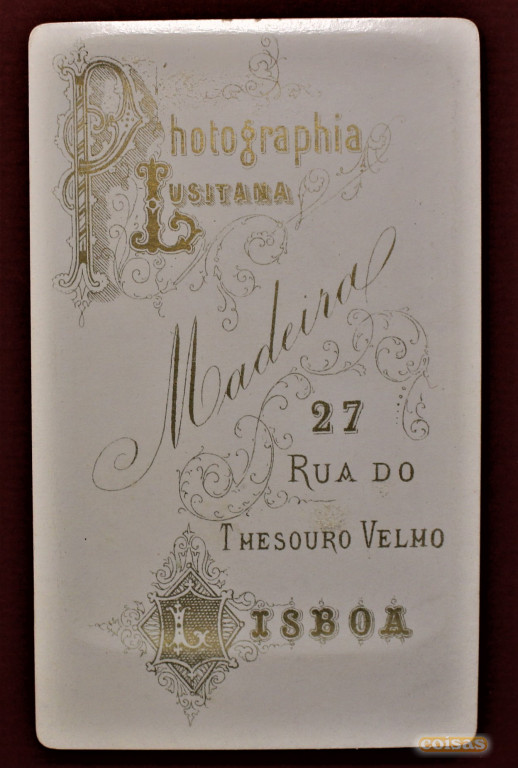 Photographia
Lusitana
Madeira
27
Rua do
Thesouro Velho
Lisboa
coisas